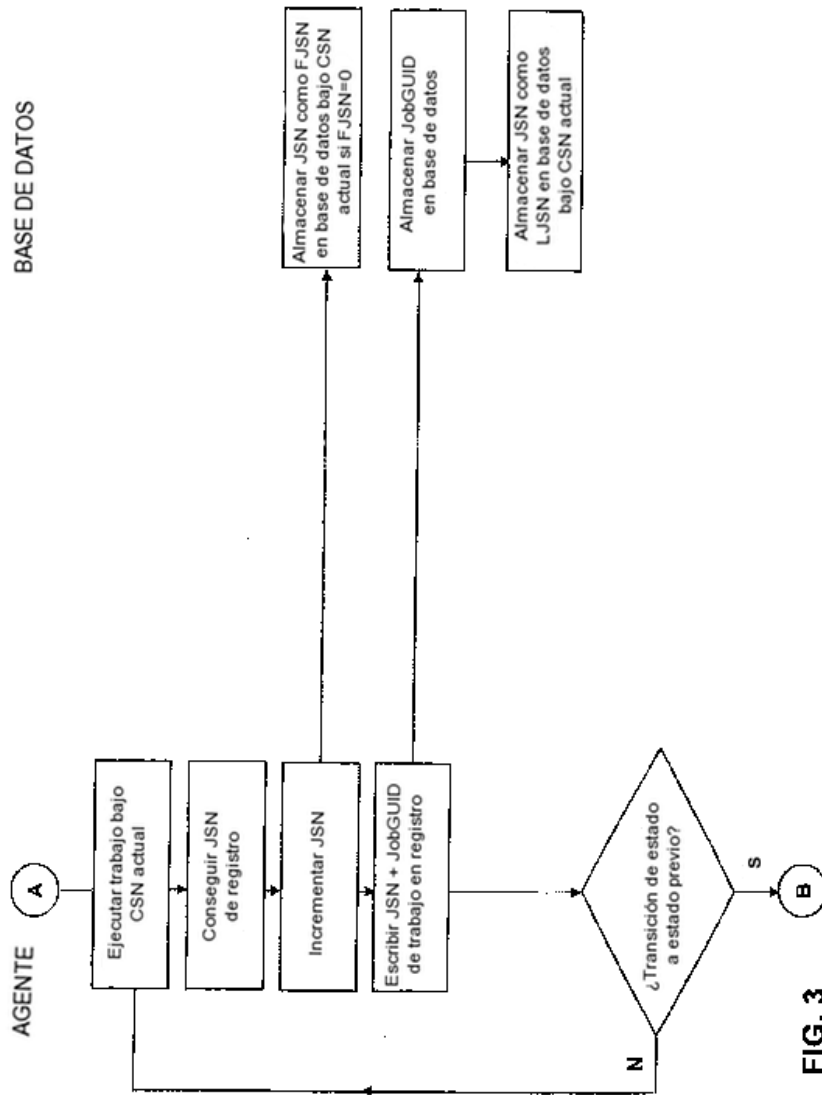 AGENTE
BASE DE DATOS
A
Ejecutar trabajo bajo
CSN actual
Conseguir JSN
de registro
Incrementar JSN
Almacenar JSN como FJSN
en base de datos bajo CSN
actual si FJSN=0
Escribir JSN + JobGUID
de trabajo en registro
Almacenar JobGUID
en base de datos
Almacenar JSN como
LJSN en base de datos
bajo CSN actual
¿Transición de estado
a estado previo?
N
S
B
FIG. 3